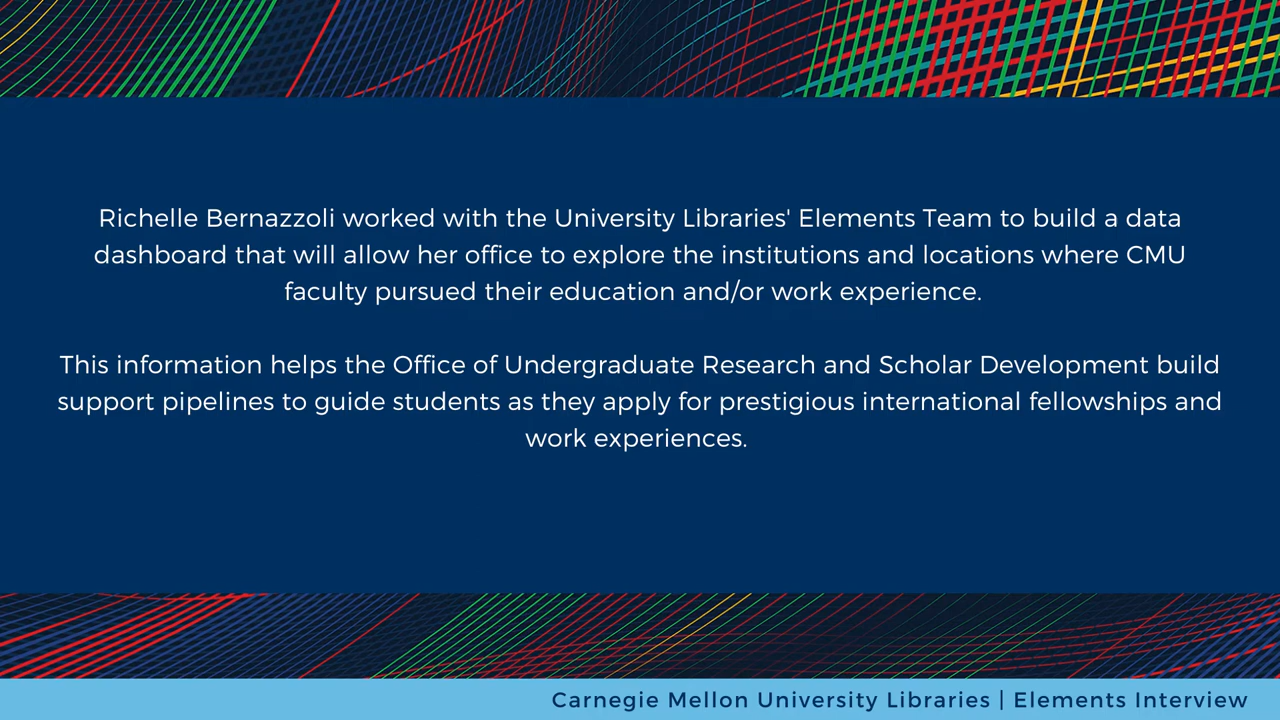 Richelle Bernazzoli worked with the University Libraries' Elements Team to build a data
dashboard that will allow her office to explore the institutions and locations where CMU
faculty pursued their education and/or work experience.
This information helps the Office of Undergraduate Research and Scholar Development build
support pipelines to guide students as they apply for prestigious international fellowships and
work experiences.
Carnegie Mellon University Libraries | Elements Interview